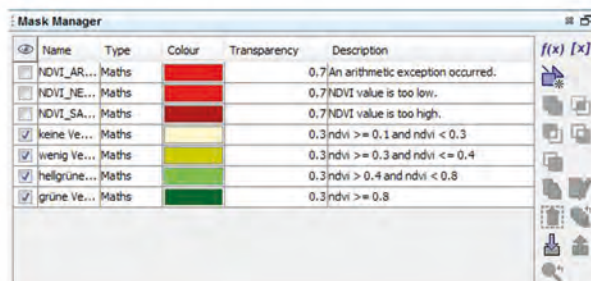 Mask Manager
Name Type Colour Transparency Description f(x) [x]
NDVI_AR... Maths 0.7 An arithmetic exception occurred.
NDVI_NE... Maths 0.7 NDVI value is too low.
NDVI_SA... Maths 0.7 NDVI value is too high.
keine Ve... Maths 0.3 ndvi >= 0.1 and ndvi < 0.3
wenig Ve... Maths 0.3 ndvi >= 0.3 and ndvi <= 0.4
hellgrüne... Maths 0.3 ndvi > 0.4 and ndvi < 0.8
grüne Ve... Maths 0.3 ndvi >= 0.8